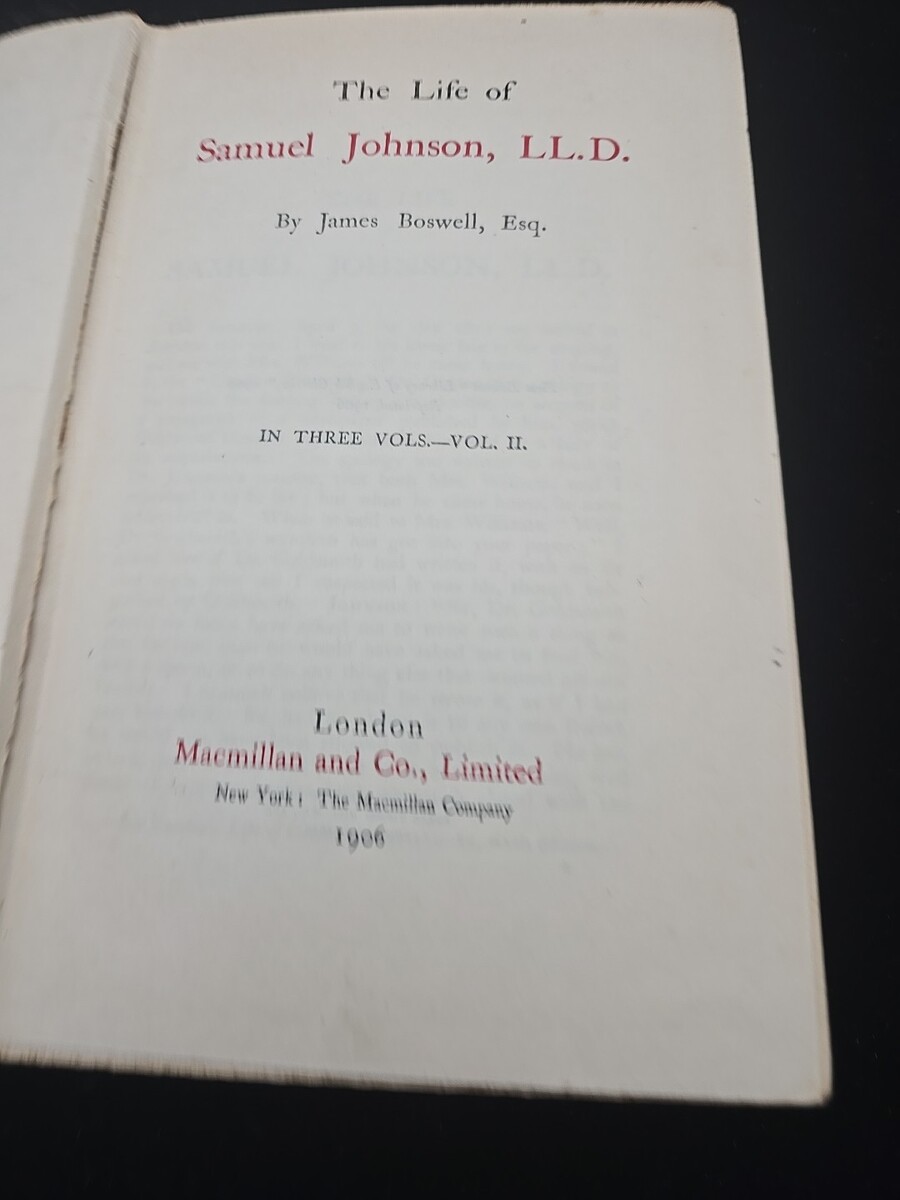 The Life of
Samuel Johnson, LL.D.
By James Boswell, Esq.
IN THREE VOLS.—VOL. II.
London
Macmillan and Co., Limited
New York: The Macmillan Company
1906